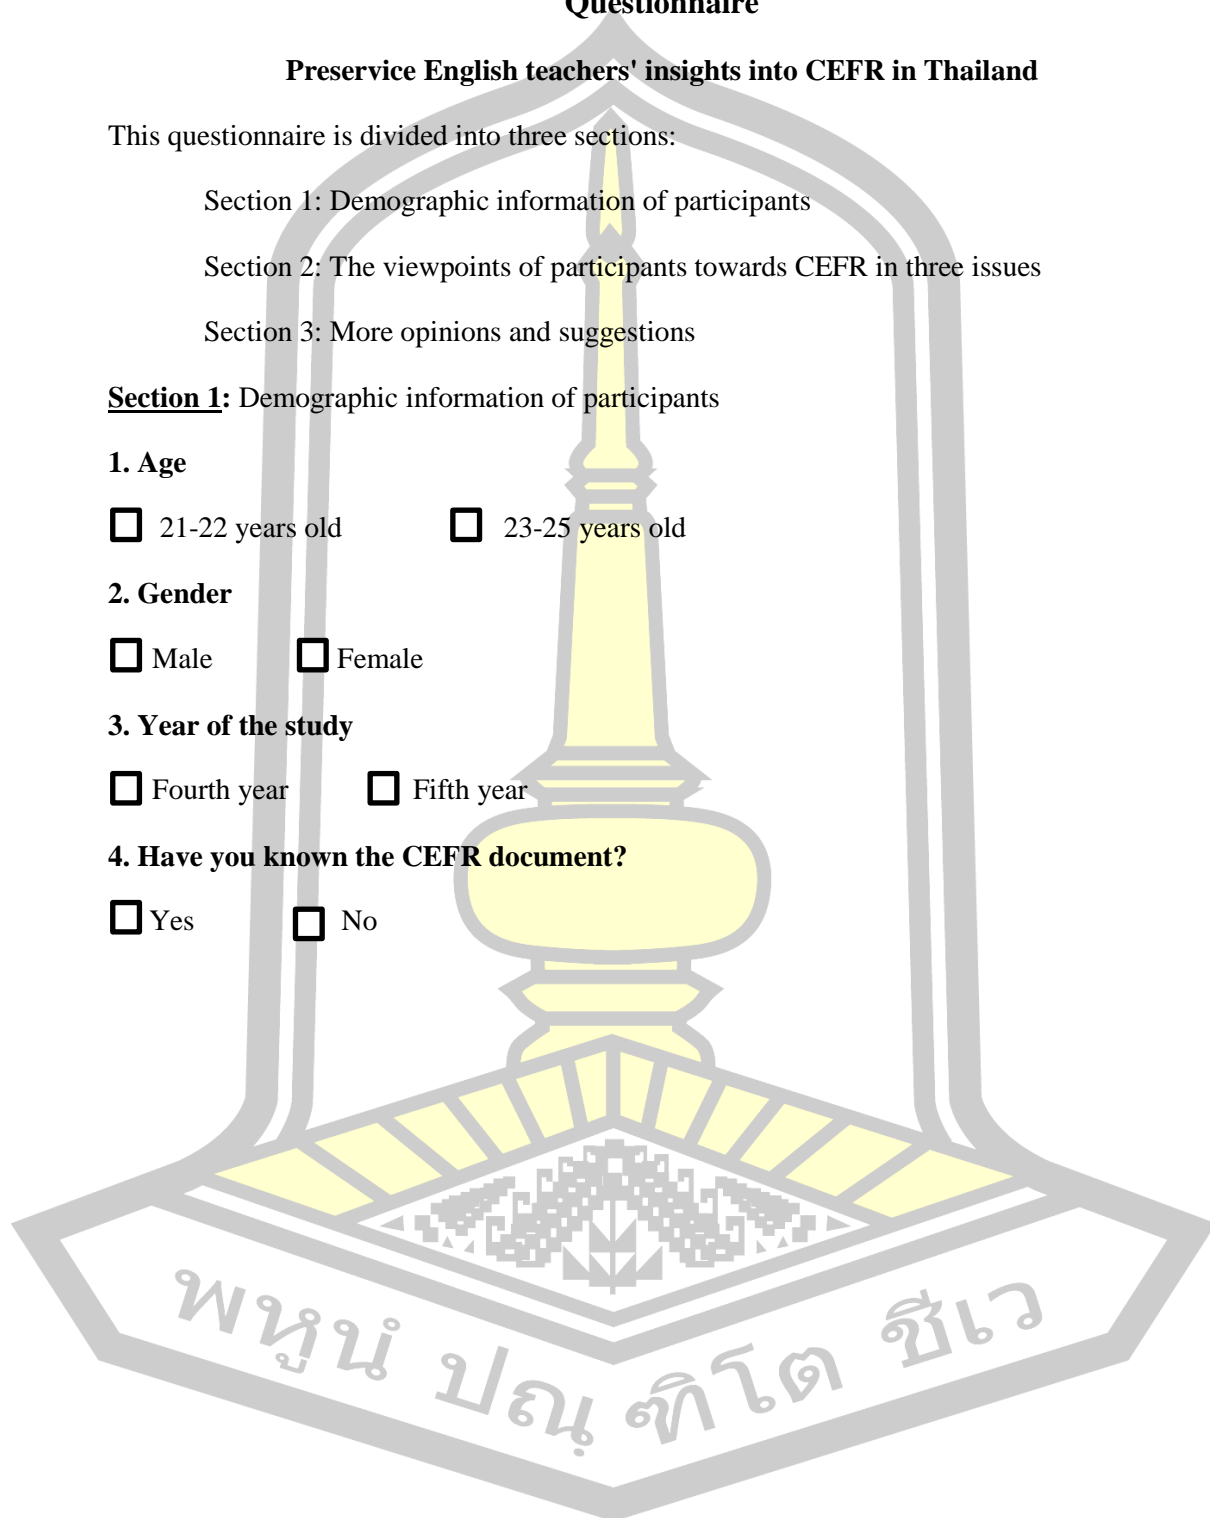 Questionnaire
Preservice English teachers' insights into CEFR in Thailand
This questionnaire is divided into three sections:
Section 1: Demographic information of participants
Section 2: The viewpoints of participants towards CEFR in three issues
Section 3: More opinions and suggestions
Section 1: Demographic information of participants
1. Age
21-22 years old 23-25 years old
2. Gender
Male Female
3. Year of the study
Fourth year Fifth year
4. Have you known the CEFR document?
Yes No
พหูนํ ปณฺฑิโต ชีเว